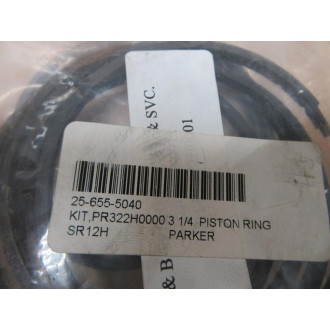 & SVC.
01
25-655-5040
KIT,PR322H0000 3 1/4 PISTON RING
SR12H PARKER
& B